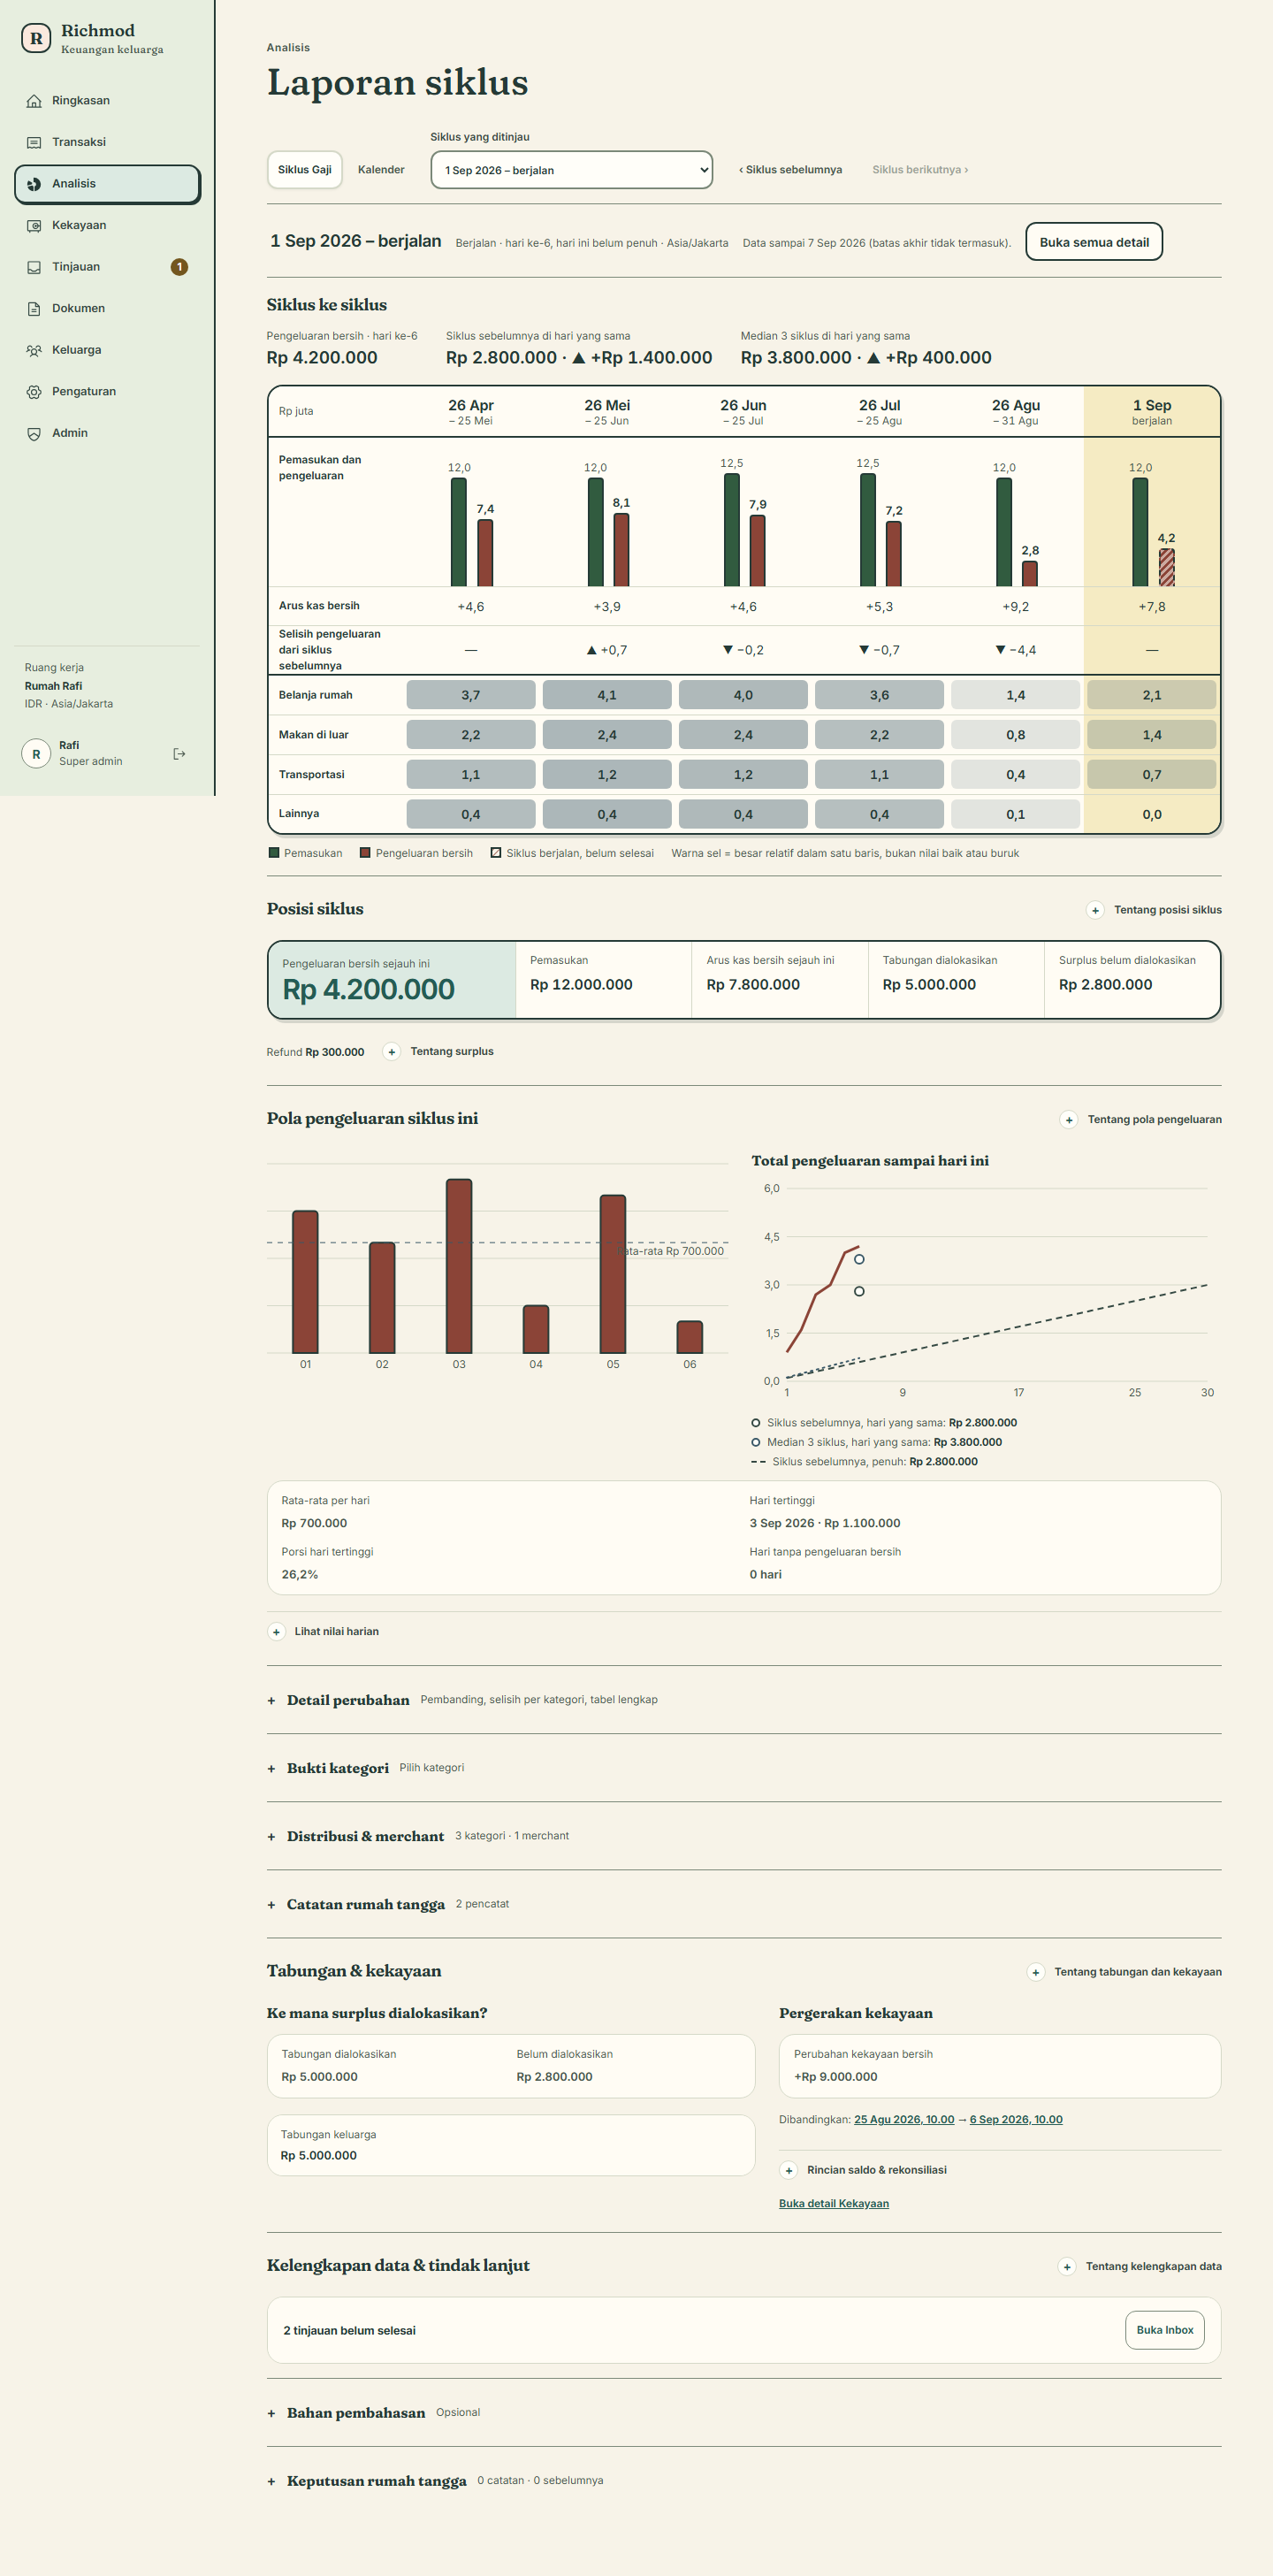 R
Richmod
Keuangan keluarga
Ringkasan
Transaksi
Analisis
Kekayaan
Tinjauan 1
Dokumen
Keluarga
Pengaturan
Admin
Ruang kerja
Rumah Rafi
IDR · Asia/Jakarta
R
Rafi
Super admin
Analisis
Laporan siklus
Siklus yang ditinjau
Siklus Gaji Kalender 1 Sep 2026 – berjalan ‹ Siklus sebelumnya Siklus berikutnya ›
1 Sep 2026 – berjalan Berjalan · hari ke-6, hari ini belum penuh · Asia/Jakarta Data sampai 7 Sep 2026 (batas akhir tidak termasuk). Buka semua detail
Siklus ke siklus
Pengeluaran bersih · hari ke-6 Siklus sebelumnya di hari yang sama Median 3 siklus di hari yang sama
Rp 4.200.000 Rp 2.800.000 · ▲ +Rp 1.400.000 Rp 3.800.000 · ▲ +Rp 400.000
Rp juta 26 Apr 26 Mei 26 Jun 26 Jul 26 Agu 1 Sep
– 25 Mei – 25 Jun – 25 Jul – 25 Agu – 31 Agu berjalan
Pemasukan dan
pengeluaran
12,0 12,0 12,5 12,5 12,0 12,0
7,4 8,1 7,9 7,2 2,8 4,2
Arus kas bersih +4,6 +3,9 +4,6 +5,3 +9,2 +7,8
Selisih pengeluaran
dari siklus
sebelumnya
— ▲ +0,7 ▼ −0,2 ▼ −0,7 ▼ −4,4 —
Belanja rumah 3,7 4,1 4,0 3,6 1,4 2,1
Makan di luar 2,2 2,4 2,4 2,2 0,8 1,4
Transportasi 1,1 1,2 1,2 1,1 0,4 0,7
Lainnya 0,4 0,4 0,4 0,4 0,1 0,0
Pemasukan Pengeluaran bersih Siklus berjalan, belum selesai Warna sel = besar relatif dalam satu baris, bukan nilai baik atau buruk
Posisi siklus + Tentang posisi siklus
Pengeluaran bersih sejauh ini Pemasukan Arus kas bersih sejauh ini Tabungan dialokasikan Surplus belum dialokasikan
Rp 4.200.000 Rp 12.000.000 Rp 7.800.000 Rp 5.000.000 Rp 2.800.000
Refund Rp 300.000 + Tentang surplus
Pola pengeluaran siklus ini + Tentang pola pengeluaran
Rp 700.000
01 02 03 04 05 06
Total pengeluaran sampai hari ini
6,0
4,5
3,0
1,5
0,0
1 9 17 25 30
Siklus sebelumnya, hari yang sama: Rp 2.800.000
Median 3 siklus, hari yang sama: Rp 3.800.000
Siklus sebelumnya, penuh: Rp 2.800.000
Rata-rata per hari Hari tertinggi
Rp 700.000 3 Sep 2026 · Rp 1.100.000
Porsi hari tertinggi Hari tanpa pengeluaran bersih
26,2% 0 hari
+ Lihat nilai harian
+ Detail perubahan Pembanding, selisih per kategori, tabel lengkap
+ Bukti kategori Pilih kategori
+ Distribusi & merchant 3 kategori · 1 merchant
+ Catatan rumah tangga 2 pencatat
Tabungan & kekayaan + Tentang tabungan dan kekayaan
Ke mana surplus dialokasikan?
Tabungan dialokasikan Belum dialokasikan
Rp 5.000.000 Rp 2.800.000
Tabungan keluarga
Rp 5.000.000
Pergerakan kekayaan
Perubahan kekayaan bersih
+Rp 9.000.000
Dibandingkan: 25 Agu 2026, 10.00 → 6 Sep 2026, 10.00
+ Rincian saldo & rekonsiliasi
Buka detail Kekayaan
Kelengkapan data & tindak lanjut + Tentang kelengkapan data
2 tinjauan belum selesai Buka Inbox
+ Bahan pembahasan Opsional
+ Keputusan rumah tangga 0 catatan · 0 sebelumnya